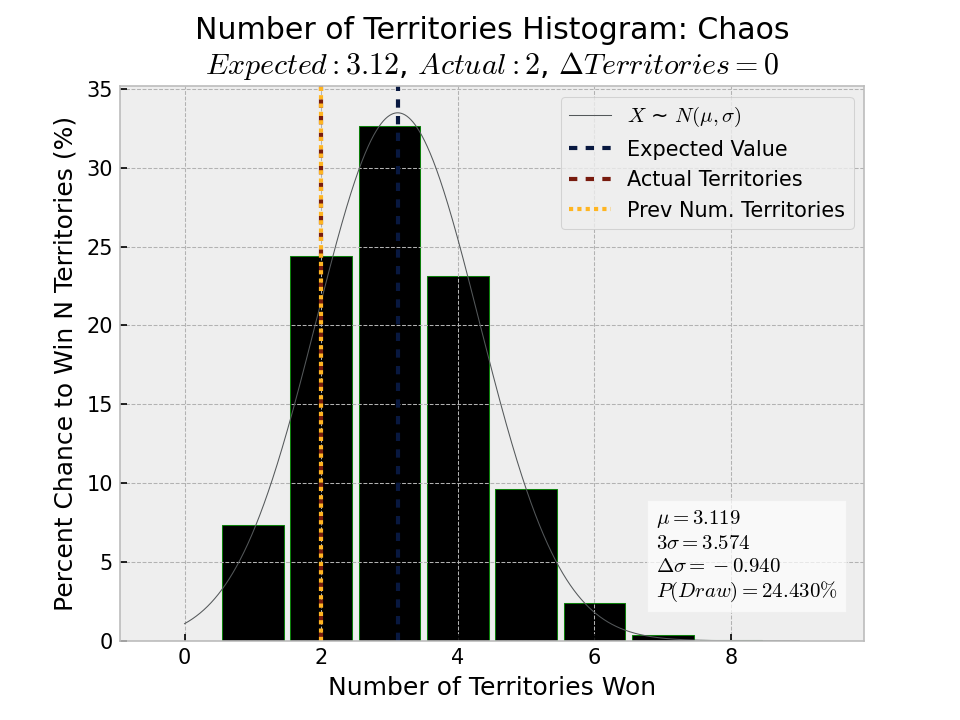 Number of Territories Histogram: Chaos
Expected: 3.12, Actual: 2, ΔTerritories = 0
Percent Chance to Win N Territories (%)
35
30
25
20
15
10
5
0
X ~ N(μ, σ)
Expected Value
Actual Territories
Prev Num. Territories
μ = 3.119
3σ = 3.574
Δσ = −0.940
P(Draw) = 24.430%
0 2 4 6 8
Number of Territories Won